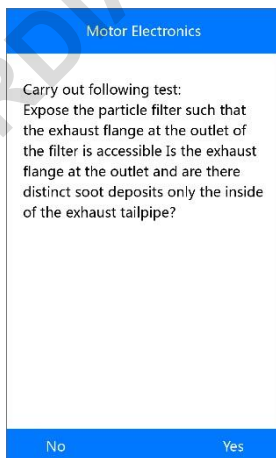 Motor Electronics
Carry out following test:
Expose the particle filter such that
the exhaust flange at the outlet of
the filter is accessible Is the exhaust
flange at the outlet and are there
distinct soot deposits only the inside
of the exhaust tailpipe?
No Yes